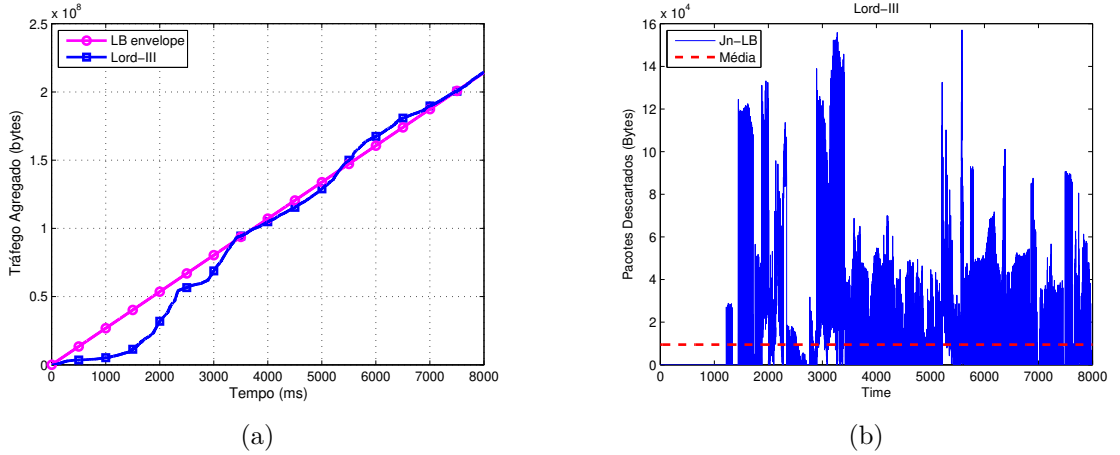 x 10^8
2.5
2
1.5
1
0.5
0
0 1000 2000 3000 4000 5000 6000 7000 8000
Tráfego Agregado (bytes)
Tempo (ms)
LB envelope
Lord−III
(a)
Lord−III
x 10^4
16
14
12
10
8
6
4
2
0
0 1000 2000 3000 4000 5000 6000 7000 8000
Pacotes Descartados (Bytes)
Time
Jn−LB
Média
(b)